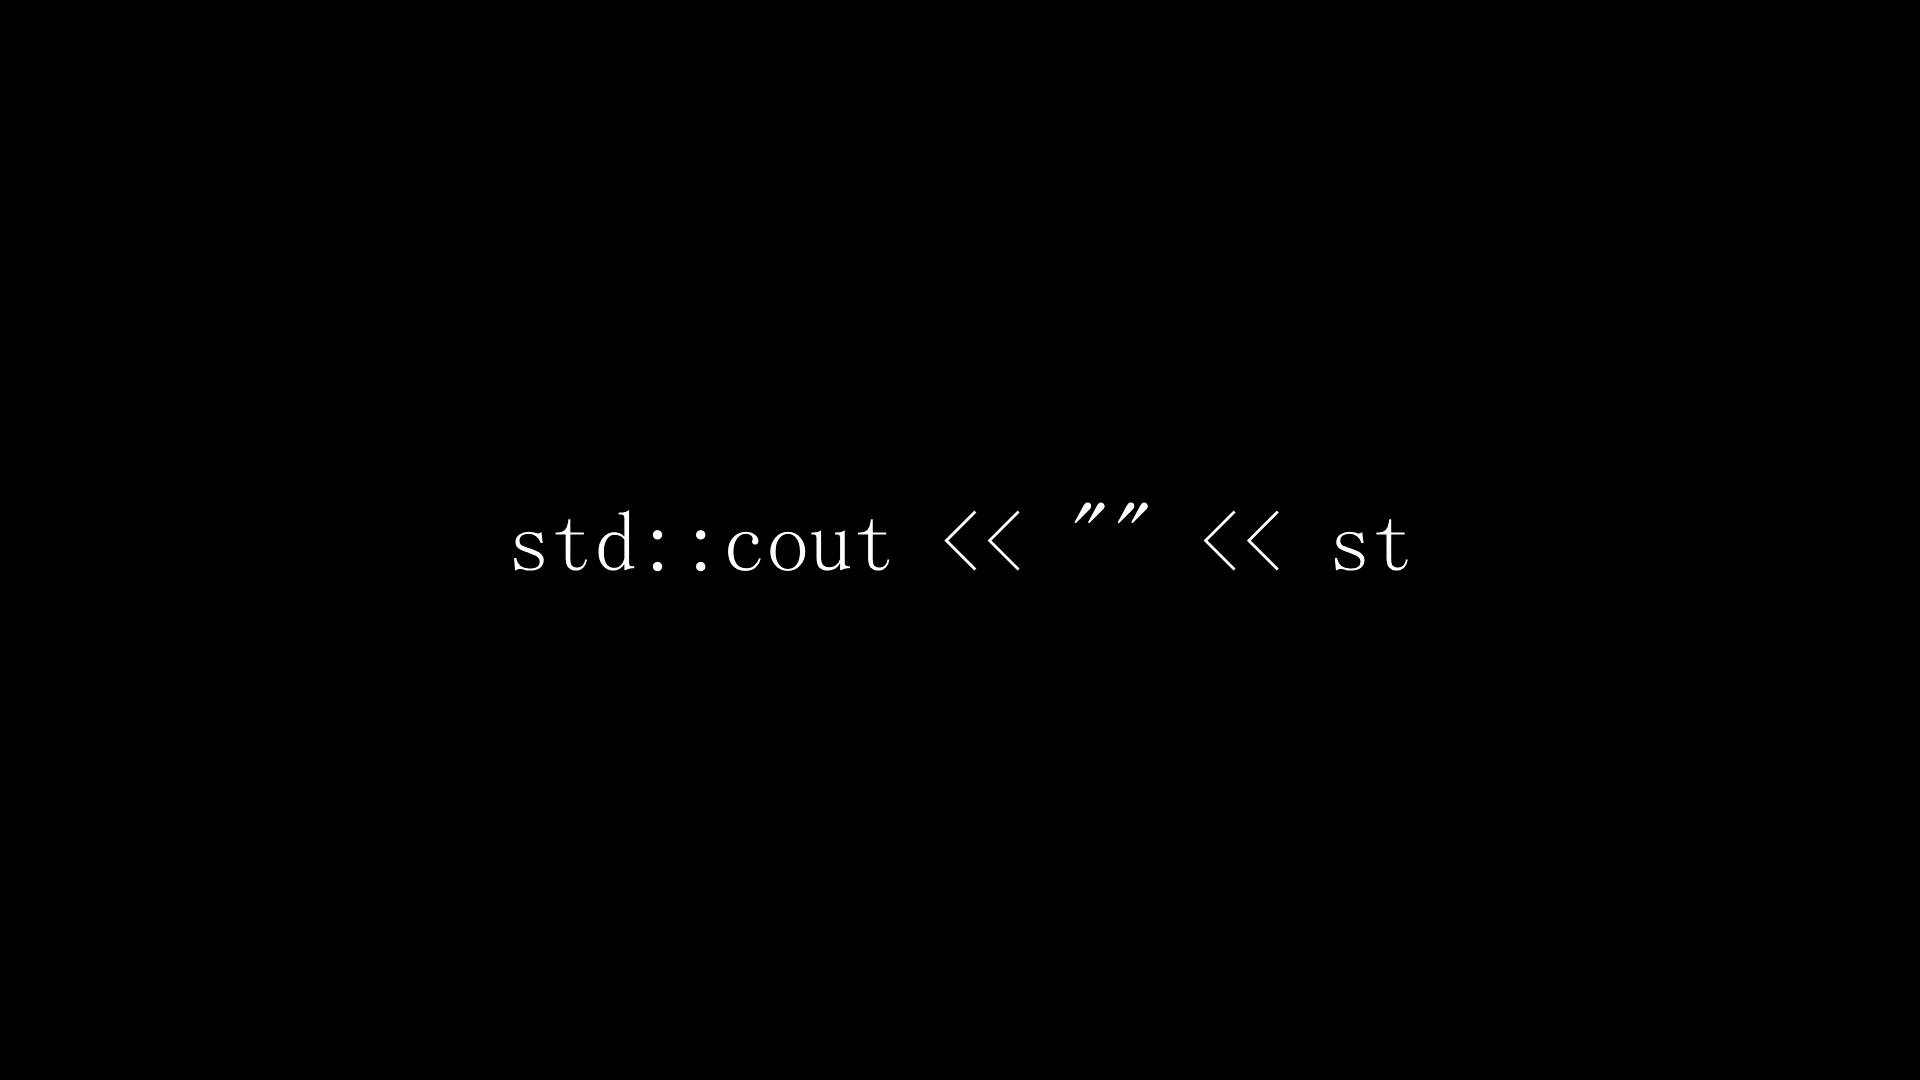 std::cout << "" << st